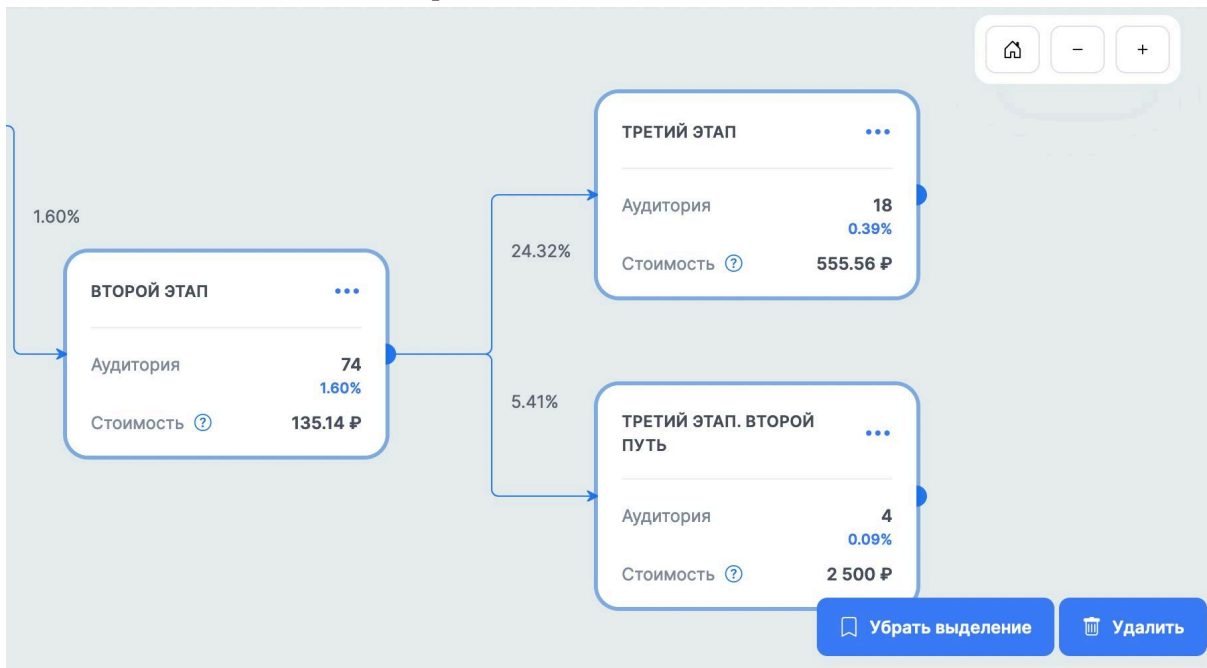 − +
1.60%
ВТОРОЙ ЭТАП •••
Аудитория 74
1.60%
Стоимость ? 135.14 ₽
24.32%
5.41%
ТРЕТИЙ ЭТАП •••
Аудитория 18
0.39%
Стоимость ? 555.56 ₽
ТРЕТИЙ ЭТАП. ВТОРОЙ
ПУТЬ •••
Аудитория 4
0.09%
Стоимость ? 2 500 ₽
Убрать выделение
Удалить